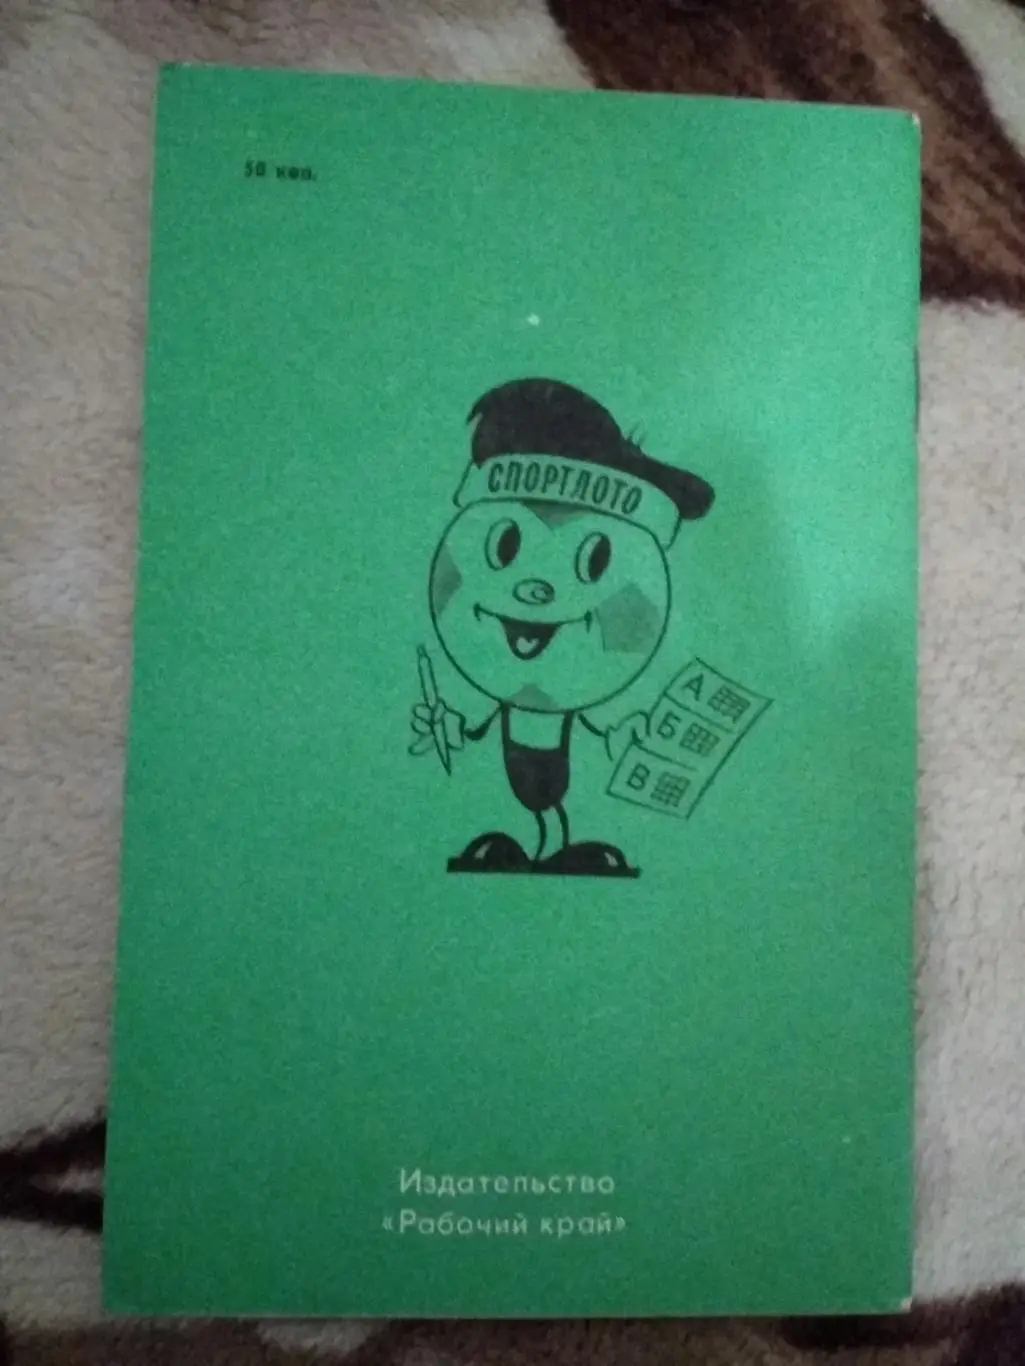 50 коп.
СПОРТЛОТО
А
Б
В
Издательство
«Рабочий край»